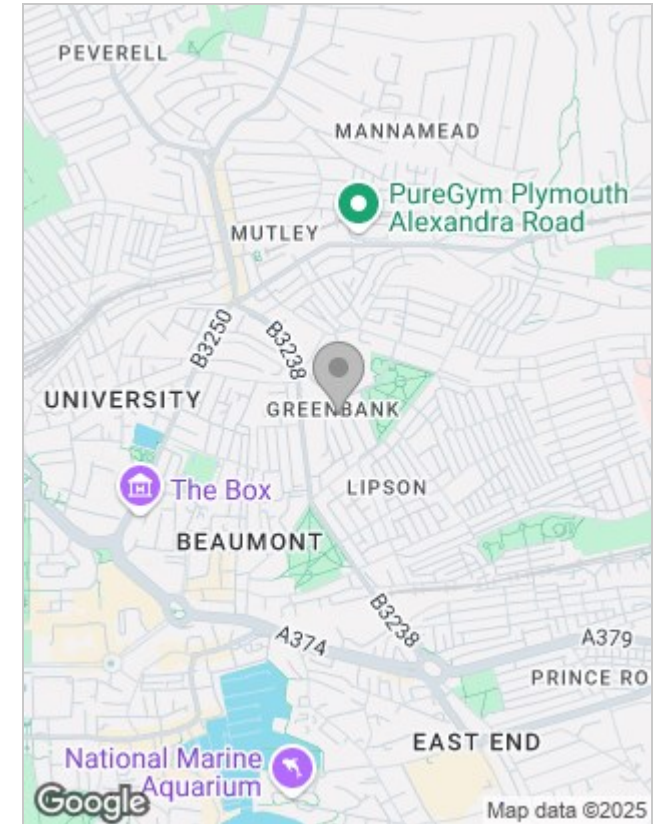 PEVERELL
MANNAMEAD
PureGym Plymouth
Alexandra Road
MUTLEY
B3250
B3238
UNIVERSITY
GREENBANK
The Box
LIPSON
BEAUMONT
B3238
A374
A379
PRINCE RO
EAST END
National Marine
Aquarium
Google
Map data ©2025